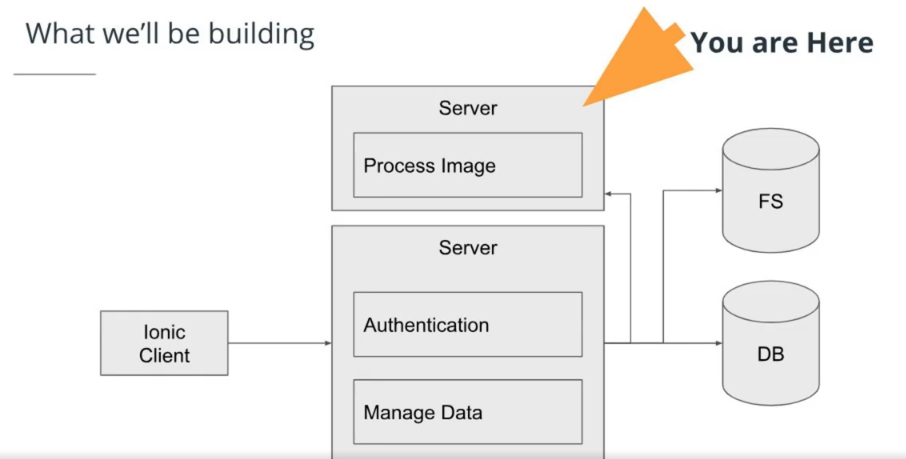 What we'll be building
You are Here
Server
Process Image
FS
Server
Authentication
Ionic
Client
DB
Manage Data